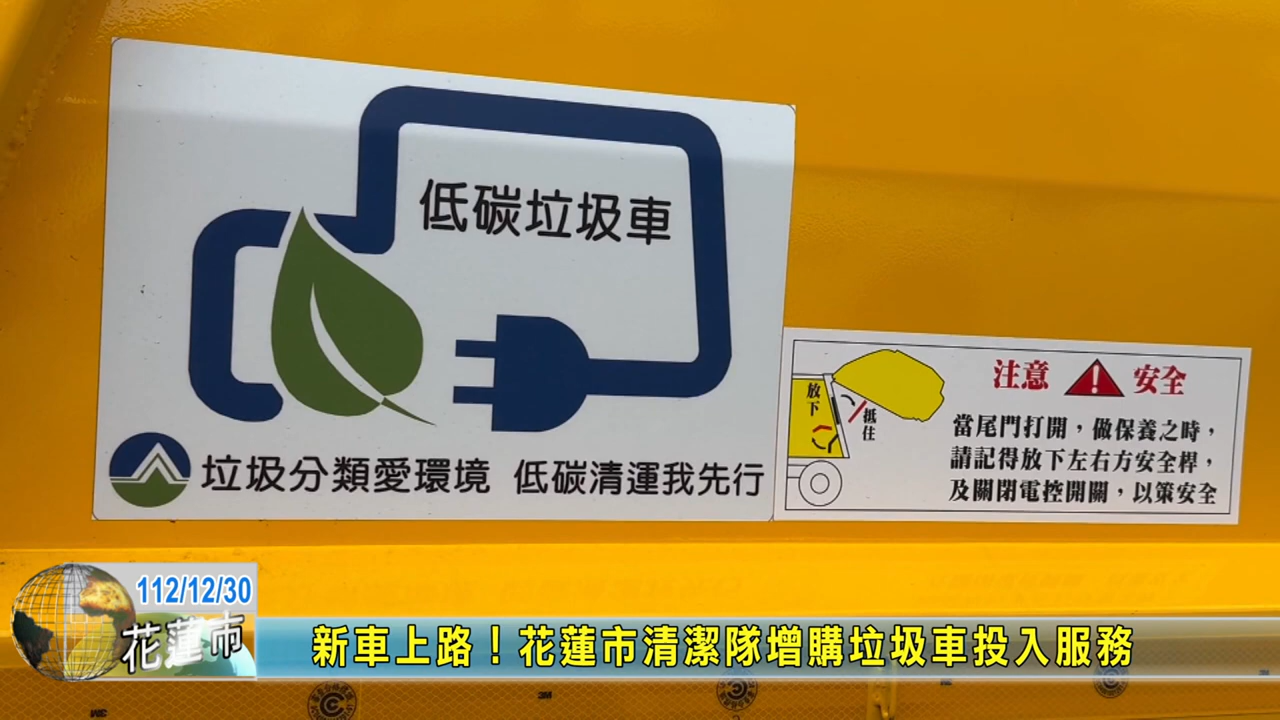 低碳垃圾車
垃圾分類愛環境 低碳清運我先行
注意 ! 安全
放下
抵住
當尾門打開，做保養之時，
請記得放下左右方安全桿，
及關閉電控開關，以策安全
112/12/30
花蓮市
新車上路！花蓮市清潔隊增購垃圾車投入服務
3M
3M